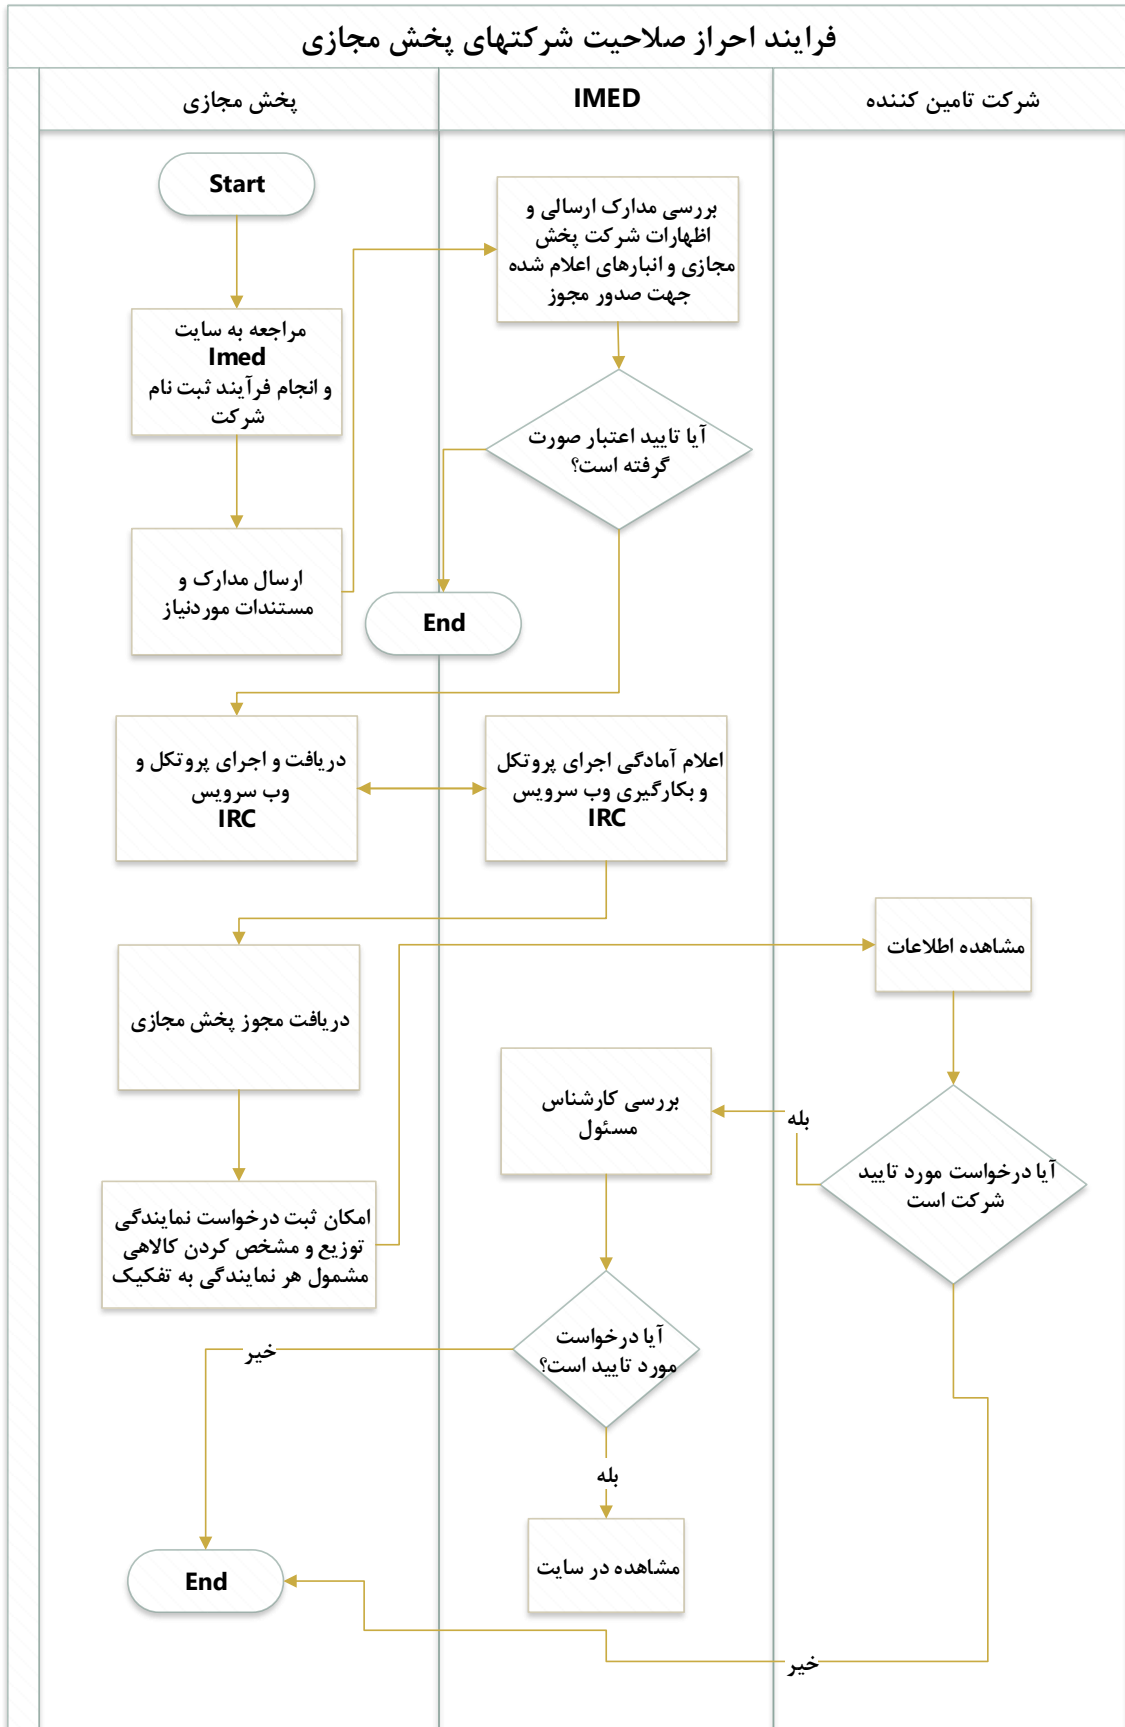 فرایند احراز صلاحیت شرکتهای پخش مجازی
شرکت تامین کننده
IMED
پخش مجازی
Start
مراجعه به سایت
Imed
و انجام فرآیند ثبت نام
شرکت
ارسال مدارک و
مستندات موردنیاز
بررسی مدارک ارسالی و
اظهارات شرکت پخش
مجازی و انبارهای اعلام شده
جهت صدور مجوز
آیا تایید اعتبار صورت
گرفته است؟
End
دریافت و اجرای پروتکل و
وب سرویس
IRC
اعلام آمادگی اجرای پروتکل
و بکارگیری وب سرویس
IRC
دریافت مجوز پخش مجازی
امکان ثبت درخواست نمایندگی
توزیع و مشخص کردن کالاهی
مشمول هر نمایندگی به تفکیک
مشاهده اطلاعات
آیا درخواست مورد تایید
شرکت است
بله
بررسی کارشناس
مسئول
آیا درخواست
مورد تایید است؟
خیر
بله
مشاهده در سایت
End
خیر